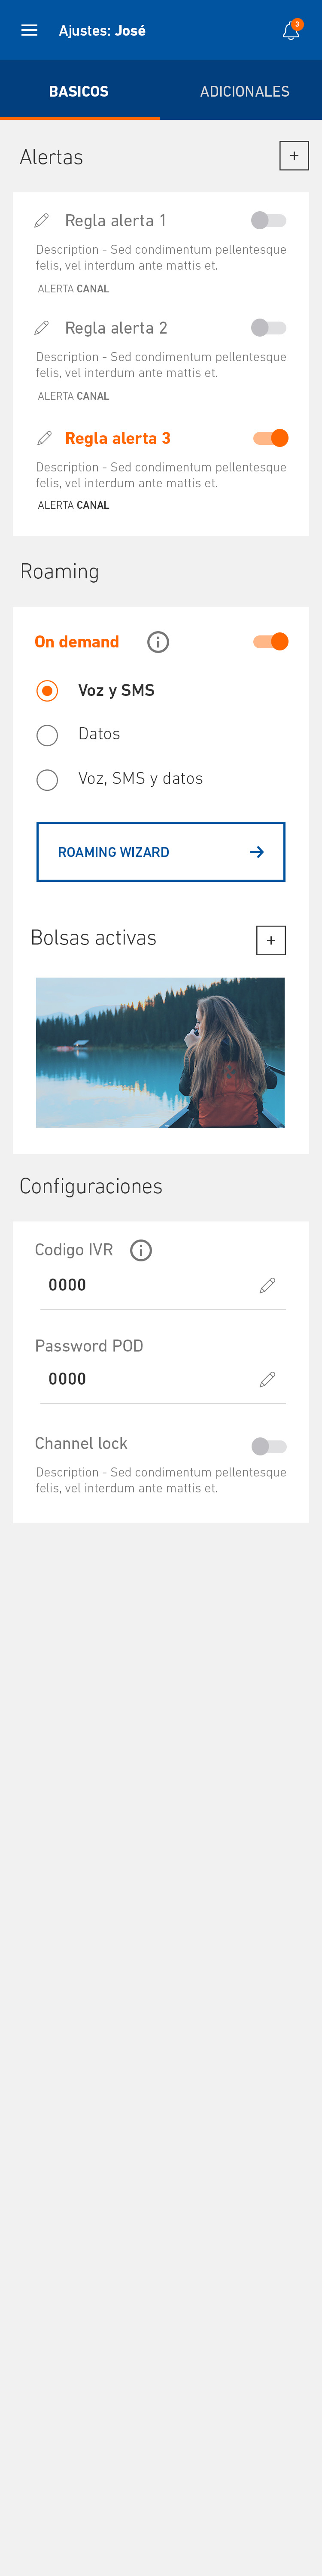 Ajustes: José
3
BASICOS
ADICIONALES
Alertas
+
Regla alerta 1
Description - Sed condimentum pellentesque
felis, vel interdum ante mattis et.
ALERTA CANAL
Regla alerta 2
Description - Sed condimentum pellentesque
felis, vel interdum ante mattis et.
ALERTA CANAL
Regla alerta 3
Description - Sed condimentum pellentesque
felis, vel interdum ante mattis et.
ALERTA CANAL
Roaming
On demand
Voz y SMS
Datos
Voz, SMS y datos
ROAMING WIZARD
Bolsas activas
+
Configuraciones
Codigo IVR
0000
Password POD
0000
Channel lock
Description - Sed condimentum pellentesque
felis, vel interdum ante mattis et.